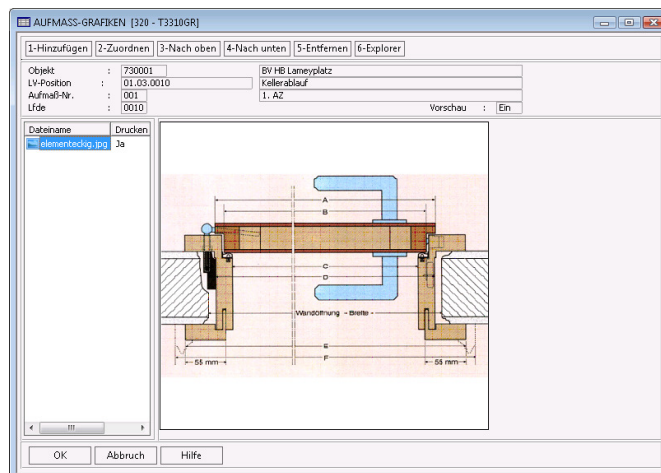 AUFMASS-GRAFIKEN [320 - T3310GR]
1-Hinzufügen 2-Zuordnen 3-Nach oben 4-Nach unten 5-Entfernen 6-Explorer
Objekt : 730001 BV HB Lameyplatz
LV-Position : 01.03.0010 Kellerablauf
Aufmaß-Nr. : 001 1. AZ
Lfde : 0010 Vorschau : Ein
Dateiname Drucken
elementeckig.jpg Ja
A
B
C
D
Wandöffnung - Breite -
E
F
55 mm 55 mm
OK Abbruch Hilfe